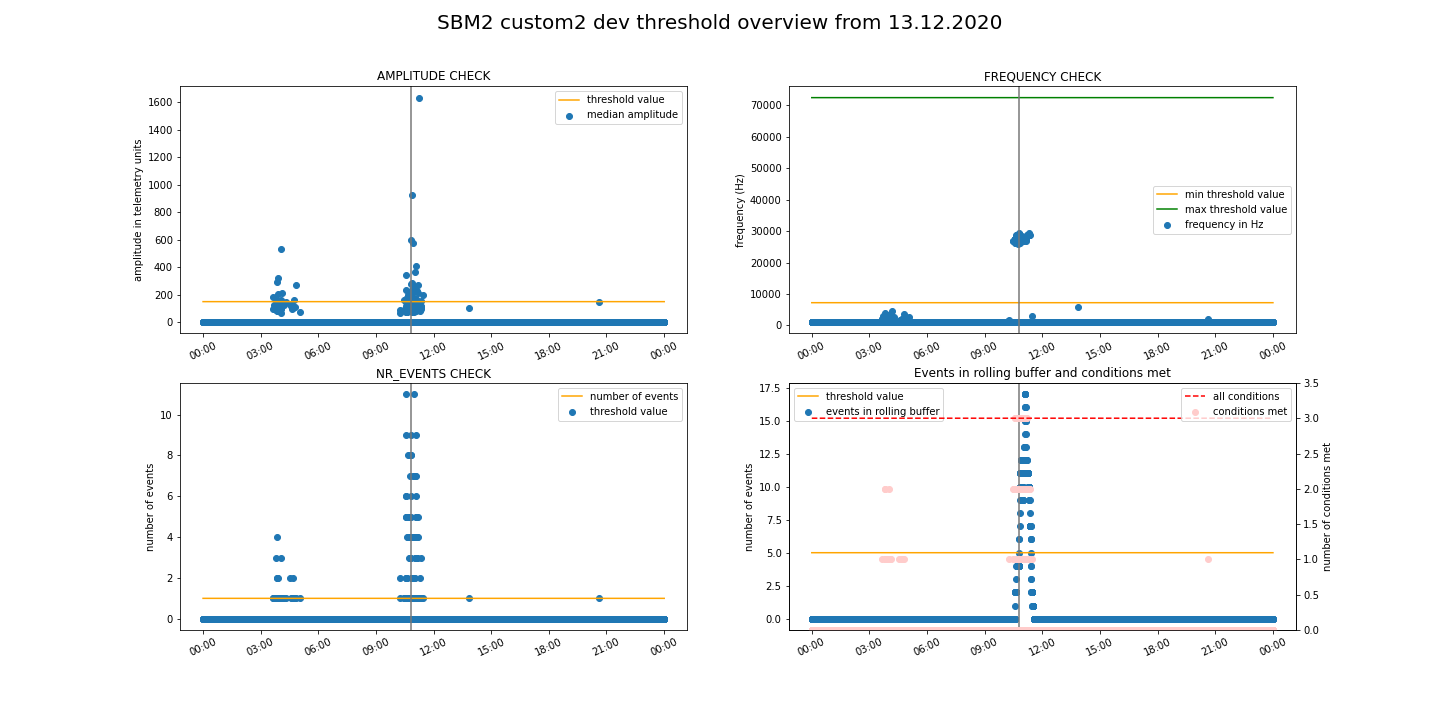 SBM2 custom2 dev threshold overview from 13.12.2020
AMPLITUDE CHECK
amplitude in telemetry units
1600
1400
1200
1000
800
600
400
200
0
threshold value
median amplitude
00:00 03:00 06:00 09:00 12:00 15:00 18:00 21:00 00:00
FREQUENCY CHECK
frequency (Hz)
70000
60000
50000
40000
30000
20000
10000
0
min threshold value
max threshold value
frequency in Hz
00:00 03:00 06:00 09:00 12:00 15:00 18:00 21:00 00:00
NR_EVENTS CHECK
number of events
10
8
6
4
2
0
number of events
threshold value
00:00 03:00 06:00 09:00 12:00 15:00 18:00 21:00 00:00
Events in rolling buffer and conditions met
number of events
17.5
15.0
12.5
10.0
7.5
5.0
2.5
0.0
threshold value
events in rolling buffer
all conditions
conditions met
3.5
3.0
2.5
2.0
1.5
1.0
0.5
0.0
number of conditions met
00:00 03:00 06:00 09:00 12:00 15:00 18:00 21:00 00:00